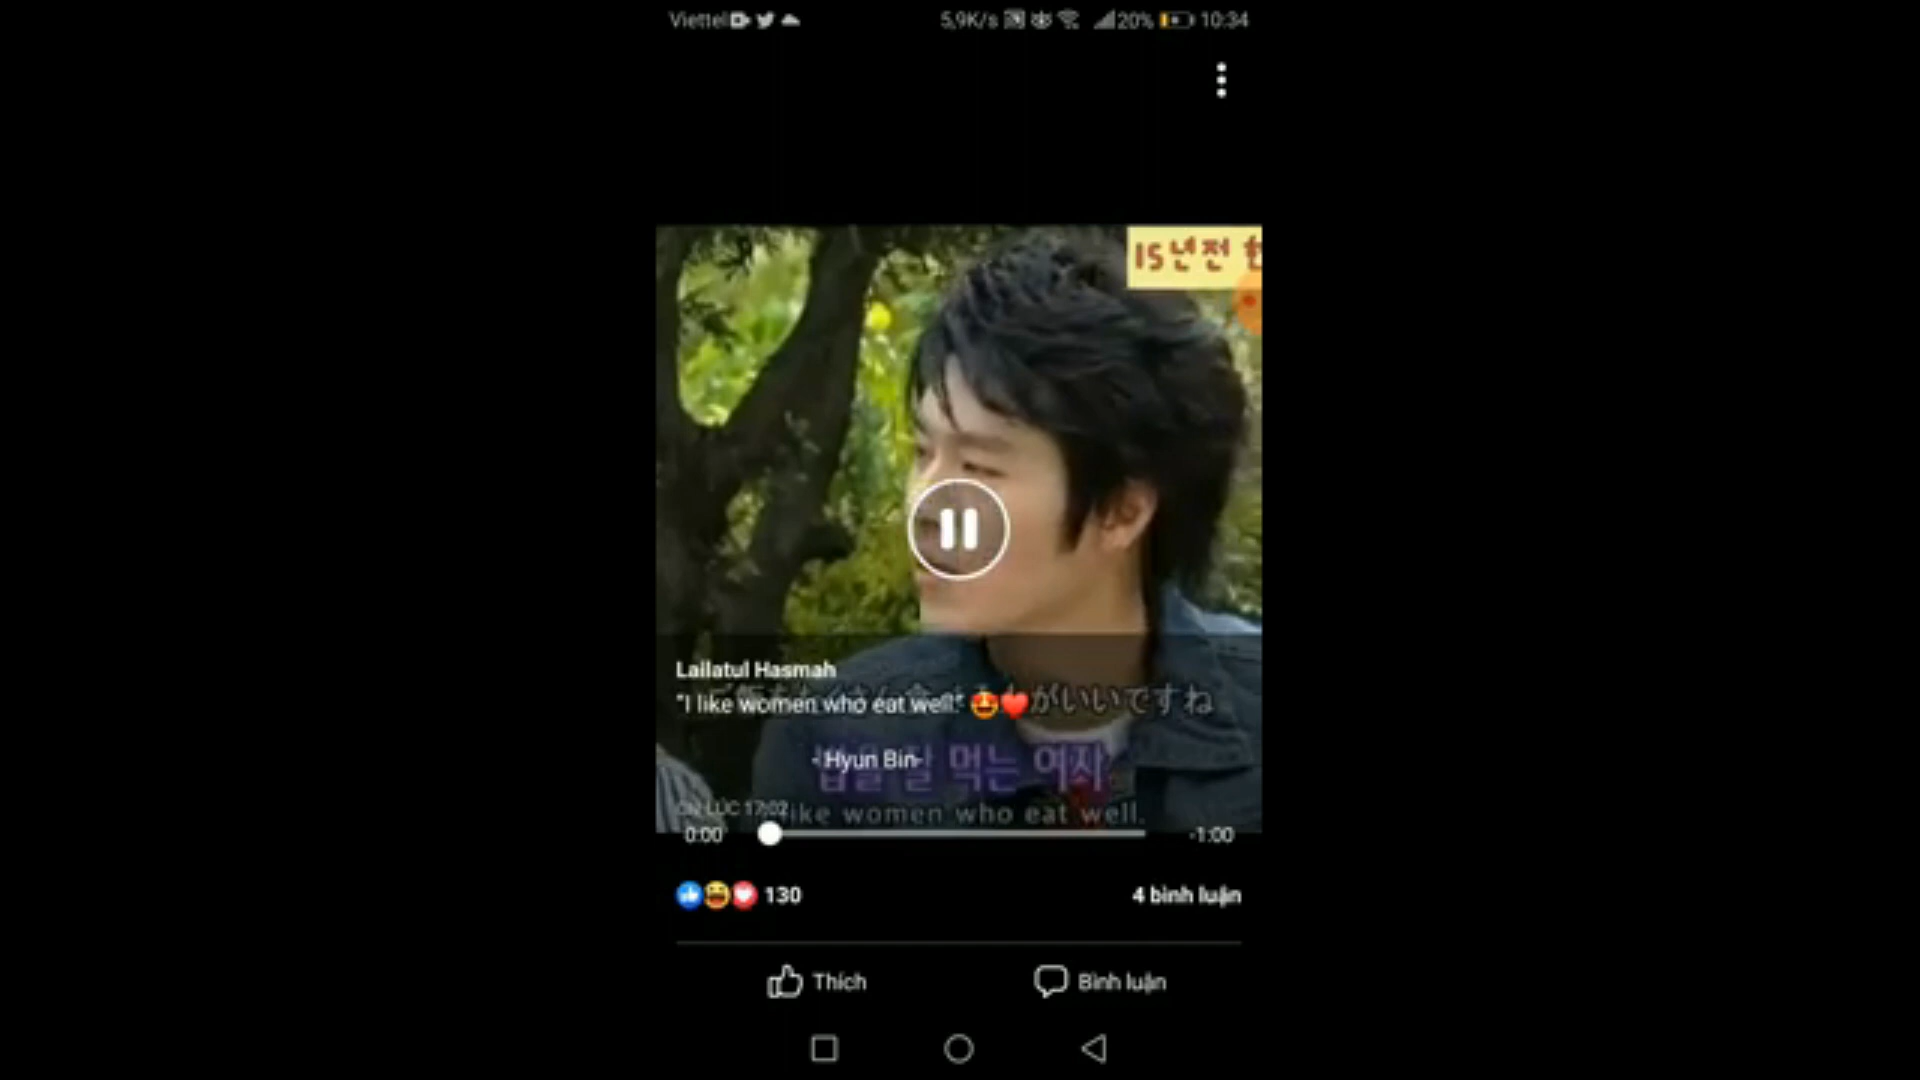 Viettel 5,9K/s 20% 10:34
15년전
Lailatul Hasmah
"I like women who eat well."
がいいですね
- Hyun Bin-
잘 먹는 여자
LÚC 17:02
like women who eat well.
0:00 -1:00
130 4 bình luận
Thích Bình luận